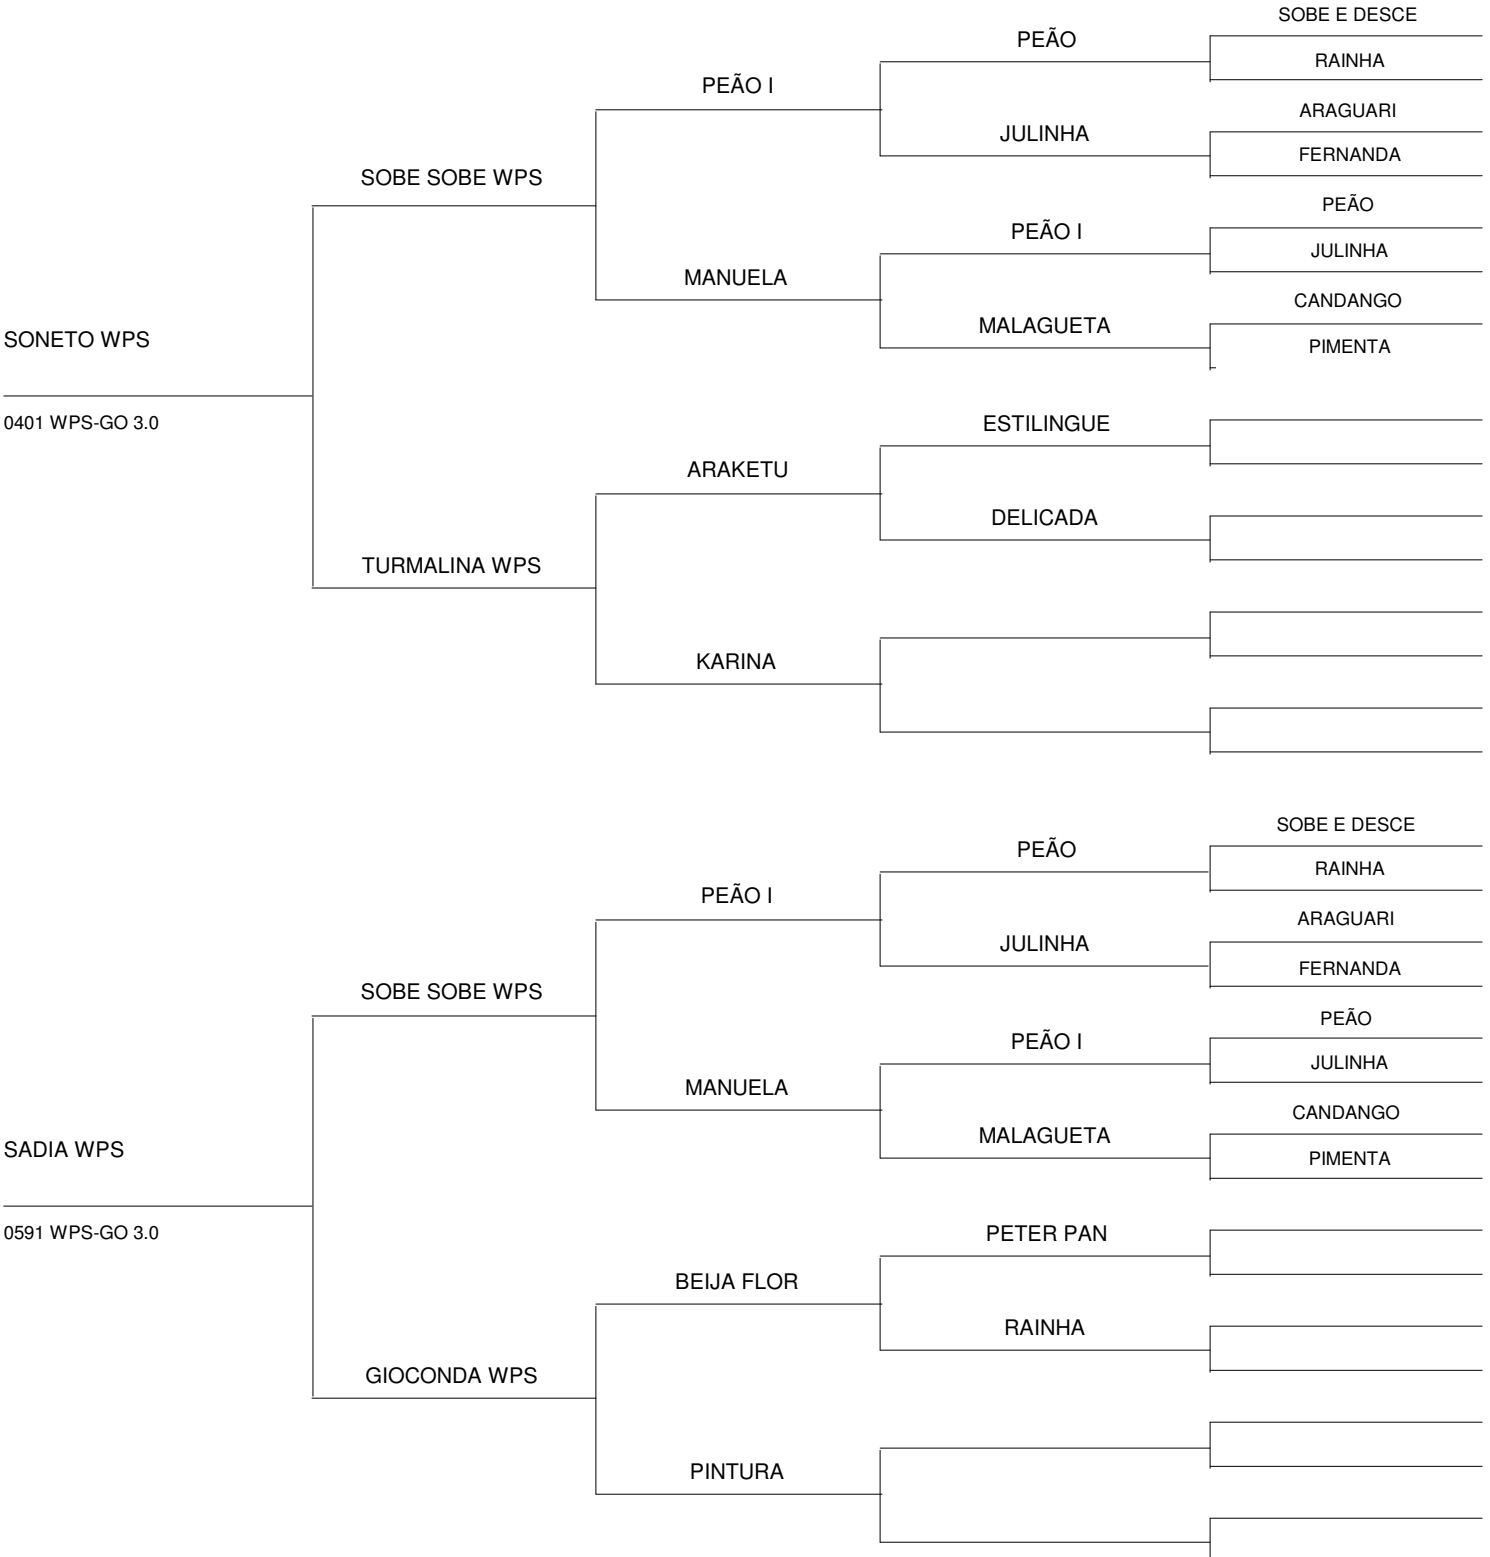 SOBE E DESCE
PEÃO
RAINHA
PEÃO I
ARAGUARI
JULINHA
FERNANDA
SOBE SOBE WPS
PEÃO
PEÃO I
JULINHA
MANUELA
CANDANGO
MALAGUETA
PIMENTA
SONETO WPS
0401 WPS-GO 3.0
ESTILINGUE
ARAKETU
DELICADA
TURMALINA WPS
KARINA
SOBE E DESCE
PEÃO
RAINHA
PEÃO I
ARAGUARI
JULINHA
FERNANDA
SOBE SOBE WPS
PEÃO
PEÃO I
JULINHA
MANUELA
CANDANGO
MALAGUETA
PIMENTA
SADIA WPS
0591 WPS-GO 3.0
PETER PAN
BEIJA FLOR
RAINHA
GIOCONDA WPS
PINTURA